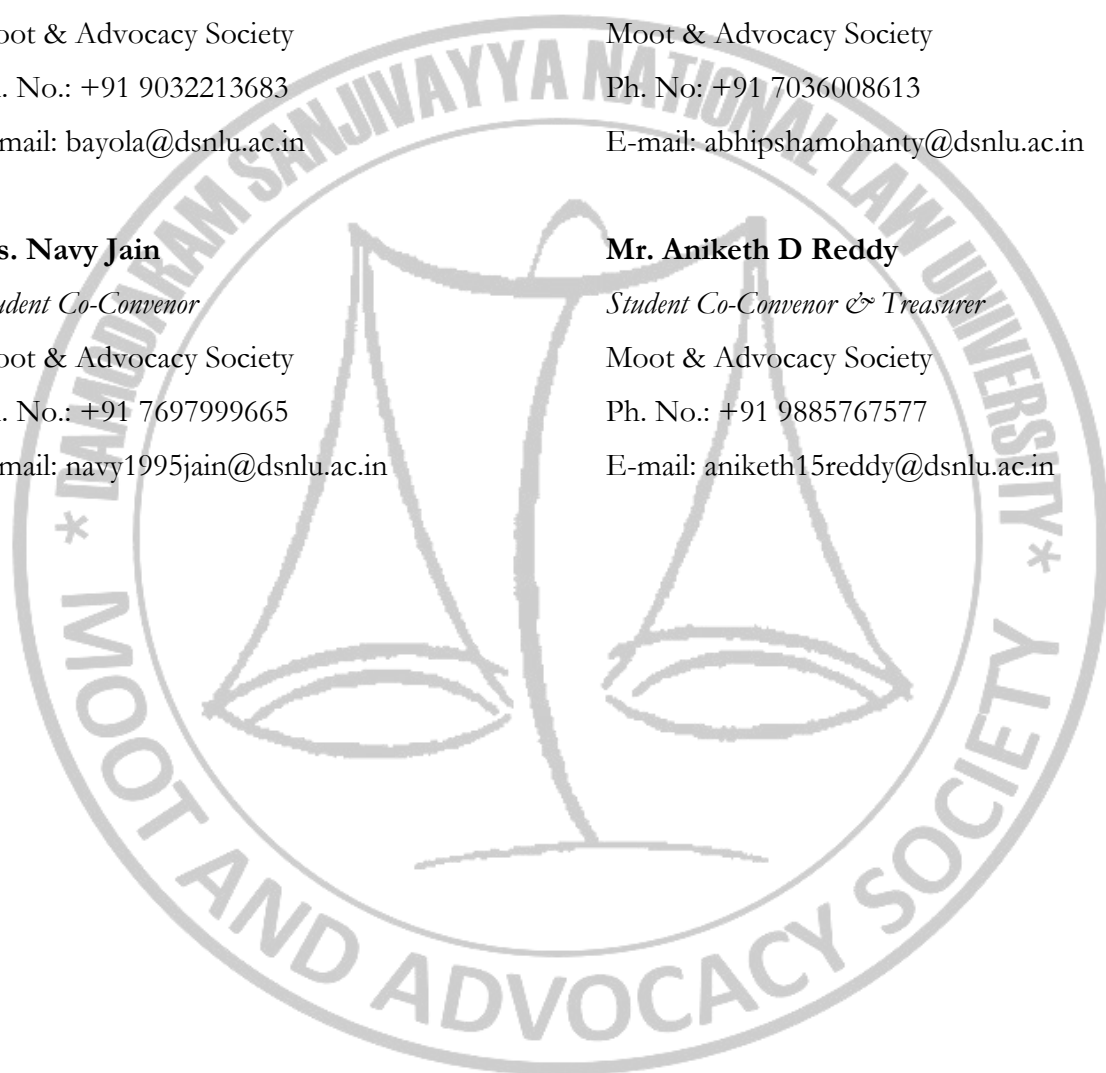 oot & Advocacy Society
. No.: +91 9032213683
mail: bayola@dsnlu.ac.in
Moot & Advocacy Society
Ph. No: +91 7036008613
E-mail: abhipshamohanty@dsnlu.ac.in
s. Navy Jain
udent Co-Convenor
oot & Advocacy Society
. No.: +91 7697999665
mail: navy1995jain@dsnlu.ac.in
Mr. Aniketh D Reddy
Student Co-Convenor & Treasurer
Moot & Advocacy Society
Ph. No.: +91 9885767577
E-mail: aniketh15reddy@dsnlu.ac.in
* DAMODARAM SANJIVAYYA NATIONAL LAW UNIVERSITY *
MOOT AND ADVOCACY SOCIETY